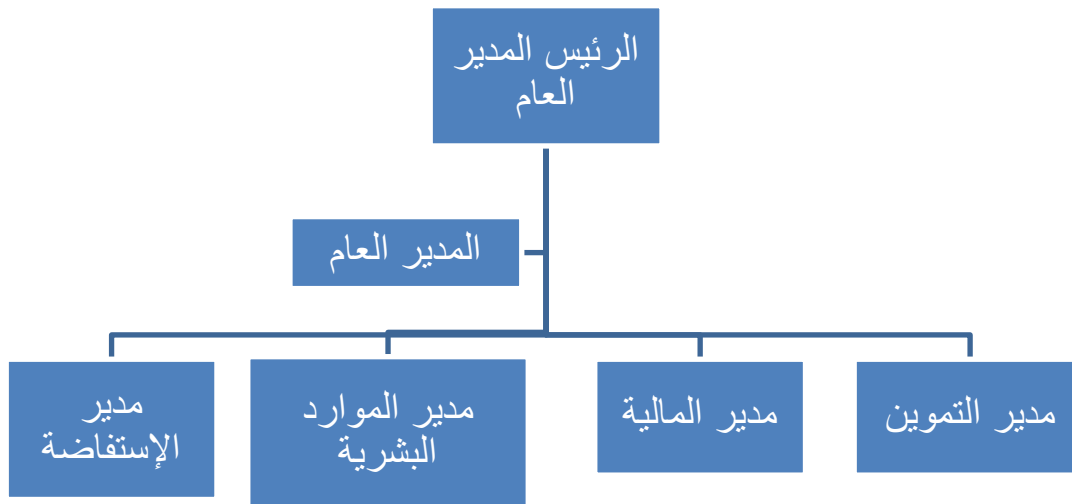 الرئيس المدير
العام
المدير العام
مدير التموين
مدير المالية
مدير الموارد
البشرية
مدير
الإستفاضة